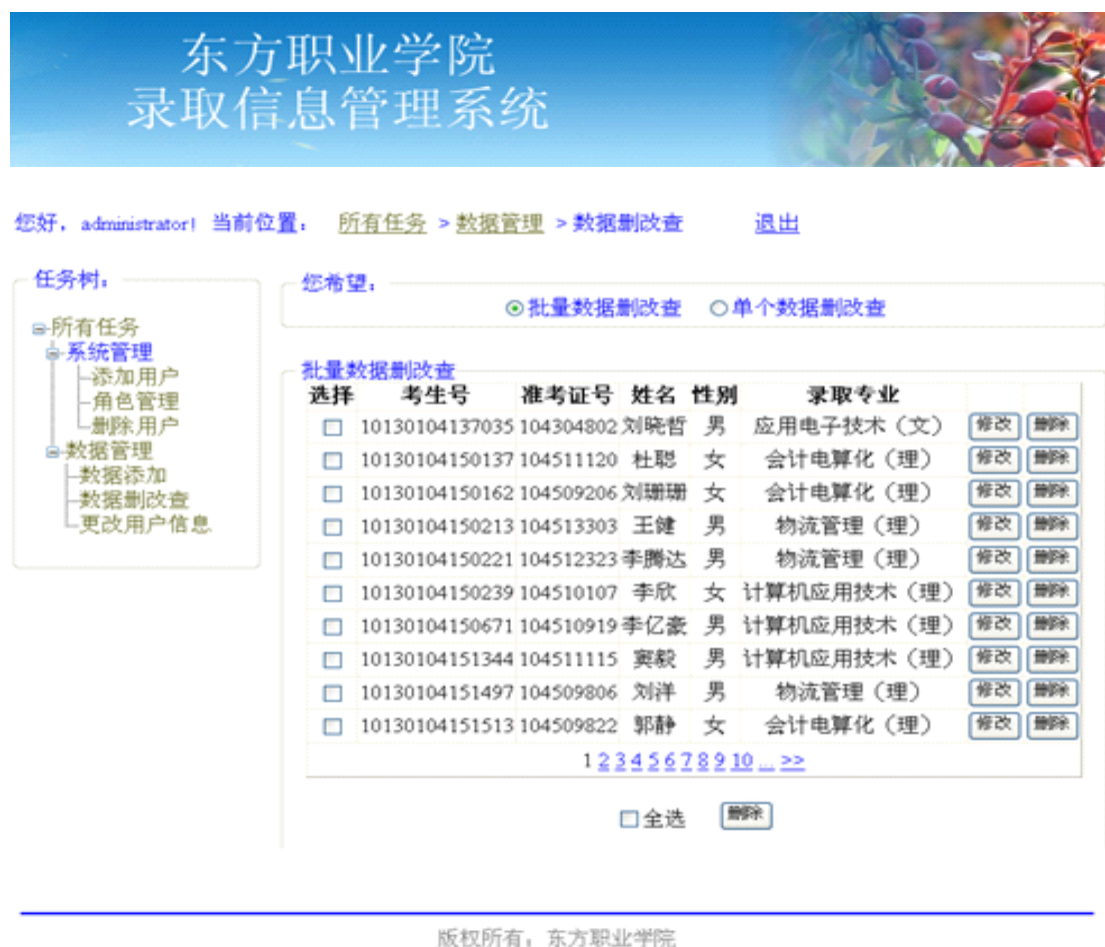 东方职业学院
录取信息管理系统
您好，administrator! 当前位置： 所有任务 > 数据管理 > 数据删改查 退出
任务树：
所有任务
系统管理
添加用户
角色管理
删除用户
数据管理
数据添加
数据删改查
更改用户信息
您希望：
批量数据删改查 单个数据删改查
批量数据删改查
选择 考生号 准考证号 姓名 性别 录取专业
10130104137035 104304802 刘晓哲 男 应用电子技术（文） 修改 删除
10130104150137 104511120 杜聪 女 会计电算化（理） 修改 删除
10130104150162 104509206 刘珊珊 女 会计电算化（理） 修改 删除
10130104150213 104513303 王健 男 物流管理（理） 修改 删除
10130104150221 104512323 李腾达 男 物流管理（理） 修改 删除
10130104150239 104510107 李欣 女 计算机应用技术（理） 修改 删除
10130104150671 104510919 李亿豪 男 计算机应用技术（理） 修改 删除
10130104151344 104511115 窦毅 男 计算机应用技术（理） 修改 删除
10130104151497 104509806 刘洋 男 物流管理（理） 修改 删除
10130104151513 104509822 郭静 女 会计电算化（理） 修改 删除
1 2 3 4 5 6 7 8 9 10 ... >>
全选 删除
版权所有：东方职业学院